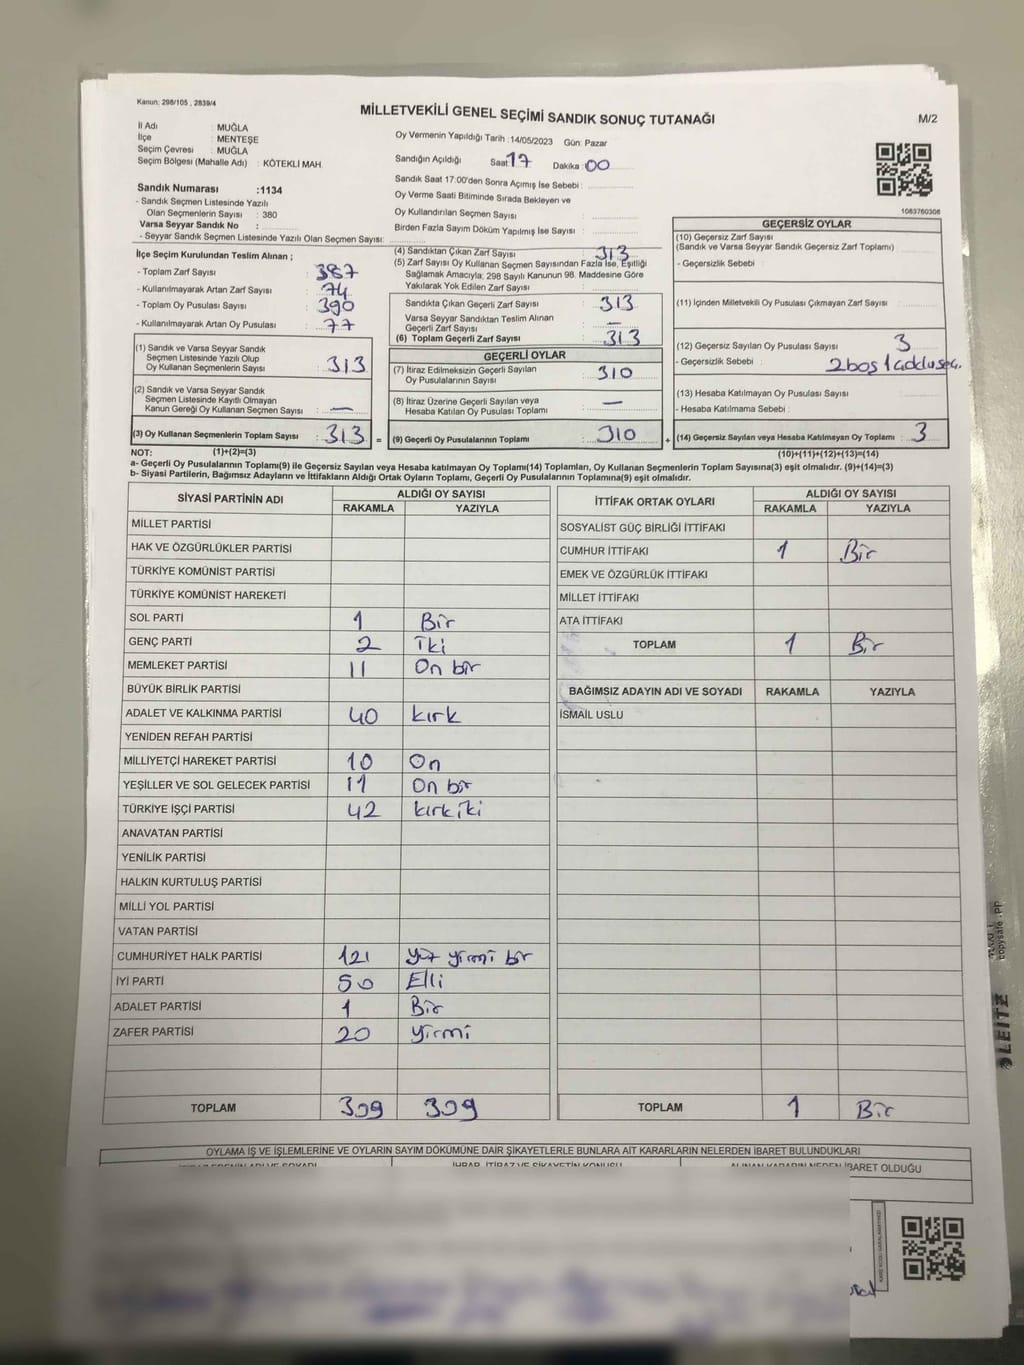 Kanun: 298/105 , 2839/4
MİLLETVEKİLİ GENEL SEÇİMİ SANDIK SONUÇ TUTANAĞI
M/2
İl Adı : MUĞLA
İlçe : MENTEŞE
Seçim Çevresi : MUĞLA
Seçim Bölgesi (Mahalle Adı) : KÖTEKLİ MAH.
Oy Vermenin Yapıldığı Tarih :14/05/2023 Gün: Pazar
Sandığın Açıldığı Saat 17 Dakika :00
Sandık Saat 17:00'den Sonra Açımış İse Sebebi :
Oy Verme Saati Bitiminde Sırada Bekleyen ve
Oy Kullandırılan Seçmen Sayısı :
Birden Fazla Sayım Döküm Yapılmış İse Sayısı :
1083760308
Sandık Numarası :1134
- Sandık Seçmen Listesinde Yazılı
Olan Seçmenlerin Sayısı : 380
Varsa Seyyar Sandık No :
- Seyyar Sandık Seçmen Listesinde Yazılı Olan Seçmen Sayısı:
İlçe Seçim Kurulundan Teslim Alınan ;
- Toplam Zarf Sayısı : 387
- Kullanılmayarak Artan Zarf Sayısı : 74
- Toplam Oy Pusulası Sayısı : 390
- Kullanılmayarak Artan Oy Pusulası : 77
(1) Sandık ve Varsa Seyyar Sandık
Seçmen Listesinde Yazılı Olup
Oy Kullanan Seçmenlerin Sayısı : 313
(2) Sandık ve Varsa Seyyar Sandık
Seçmen Listesinde Kayıtlı Olmayan
Kanun Gereği Oy Kullanan Seçmen Sayısı : —
(3) Oy Kullanan Seçmenlerin Toplam Sayısı : 313 =
(1)+(2)=(3)
(4) Sandıktan Çıkan Zarf Sayısı : 313
(5) Zarf Sayısı Oy Kullanan Seçmen Sayısından Fazla İse, Eşitliği
Sağlamak Amacıyla; 298 Sayılı Kanunun 98. Maddesine Göre
Yakılarak Yok Edilen Zarf Sayısı :
Sandıkta Çıkan Geçerli Zarf Sayısı : 313
Varsa Seyyar Sandıktan Teslim Alınan
Geçerli Zarf Sayısı : —
(6) Toplam Geçerli Zarf Sayısı : 313
GEÇERLİ OYLAR
(7) İtiraz Edilmeksizin Geçerli Sayılan
Oy Pusulalarının Sayısı : 310
(8) İtiraz Üzerine Geçerli Sayılan veya
Hesaba Katılan Oy Pusulası Toplamı : —
(9) Geçerli Oy Pusulalarının Toplamı : 310 +
GEÇERSİZ OYLAR
(10) Geçersiz Zarf Sayısı
(Sandık ve Varsa Seyyar Sandık Geçersiz Zarf Toplamı)
- Geçersizlik Sebebi :
(11) İçinden Milletvekili Oy Pusulası Çıkmayan Zarf Sayısı :
(12) Geçersiz Sayılan Oy Pusulası Sayısı : 3
- Geçersizlik Sebebi : 2 boş 1
(13) Hesaba Katılmayan Oy Pusulası Sayısı :
- Hesaba Katılmama Sebebi :
(14) Geçersiz Sayılan veya Hesaba Katılmayan Oy Toplamı : 3
(10)+(11)+(12)+(13)=(14)
NOT:
a- Geçerli Oy Pusulalarının Toplamı(9) ile Geçersiz Sayılan veya Hesaba katılmayan Oy Toplamı(14) Toplamları, Oy Kullanan Seçmenlerin Toplam Sayısına(3) eşit olmalıdır. (9)+(14)=(3)
b- Siyasi Partilerin, Bağımsız Adayların ve İttifakların Aldığı Ortak Oyların Toplamı, Geçerli Oy Pusulalarının Toplamına(9) eşit olmalıdır.
SİYASİ PARTİNİN ADI
ALDIĞI OY SAYISI
RAKAMLA YAZIYLA
MİLLET PARTİSİ
HAK VE ÖZGÜRLÜKLER PARTİSİ
TÜRKİYE KOMÜNİST PARTİSİ
TÜRKİYE KOMÜNİST HAREKETİ
SOL PARTİ 1 Bir
GENÇ PARTİ 2 İki
MEMLEKET PARTİSİ 11 On bir
BÜYÜK BİRLİK PARTİSİ
ADALET VE KALKINMA PARTİSİ 40 kırk
YENİDEN REFAH PARTİSİ
MİLLİYETÇİ HAREKET PARTİSİ 10 On
YEŞİLLER VE SOL GELECEK PARTİSİ 11 On bir
TÜRKİYE İŞÇİ PARTİSİ 42 kırk iki
ANAVATAN PARTİSİ
YENİLİK PARTİSİ
HALKIN KURTULUŞ PARTİSİ
MİLLİ YOL PARTİSİ
VATAN PARTİSİ
CUMHURİYET HALK PARTİSİ 121 yüz yirmi bir
İYİ PARTİ 50 Elli
ADALET PARTİSİ 1 Bir
ZAFER PARTİSİ 20 yirmi
TOPLAM 309 309
İTTİFAK ORTAK OYLARI
ALDIĞI OY SAYISI
RAKAMLA YAZIYLA
SOSYALİST GÜÇ BİRLİĞİ İTTİFAKI
CUMHUR İTTİFAKI 1 Bir
EMEK VE ÖZGÜRLÜK İTTİFAKI
MİLLET İTTİFAKI
ATA İTTİFAKI
TOPLAM 1 Bir
BAĞIMSIZ ADAYIN ADI VE SOYADI RAKAMLA YAZIYLA
İSMAİL USLU
TOPLAM 1 Bir
OYLAMA İŞ VE İŞLEMLERİNE VE OYLARIN SAYIM DÖKÜMÜNE DAİR ŞİKAYETLERLE BUNLARA AİT KARARLARIN NELERDEN İBARET BULUNDUKLARI
İHBAR, İTİRAZ VE ŞİKAYETİN KONUSU
ALINAN KARARIN NEDEN İBARET OLDUĞU
LEITZ
copysafe